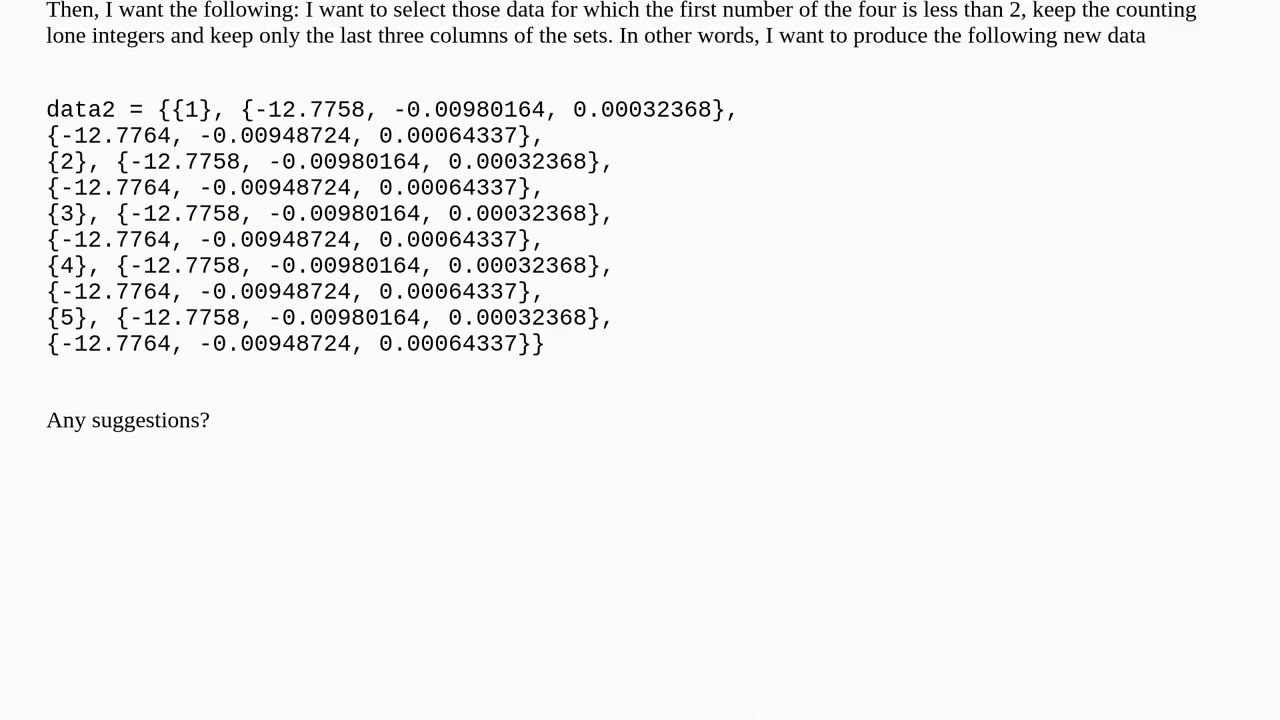 Then, I want the following: I want to select those data for which the first number of the four is less than 2, keep the counting
lone integers and keep only the last three columns of the sets. In other words, I want to produce the following new data
data2 = {{1}, {-12.7758, -0.00980164, 0.00032368},
{-12.7764, -0.00948724, 0.00064337},
{2}, {-12.7758, -0.00980164, 0.00032368},
{-12.7764, -0.00948724, 0.00064337},
{3}, {-12.7758, -0.00980164, 0.00032368},
{-12.7764, -0.00948724, 0.00064337},
{4}, {-12.7758, -0.00980164, 0.00032368},
{-12.7764, -0.00948724, 0.00064337},
{5}, {-12.7758, -0.00980164, 0.00032368},
{-12.7764, -0.00948724, 0.00064337}}
Any suggestions?